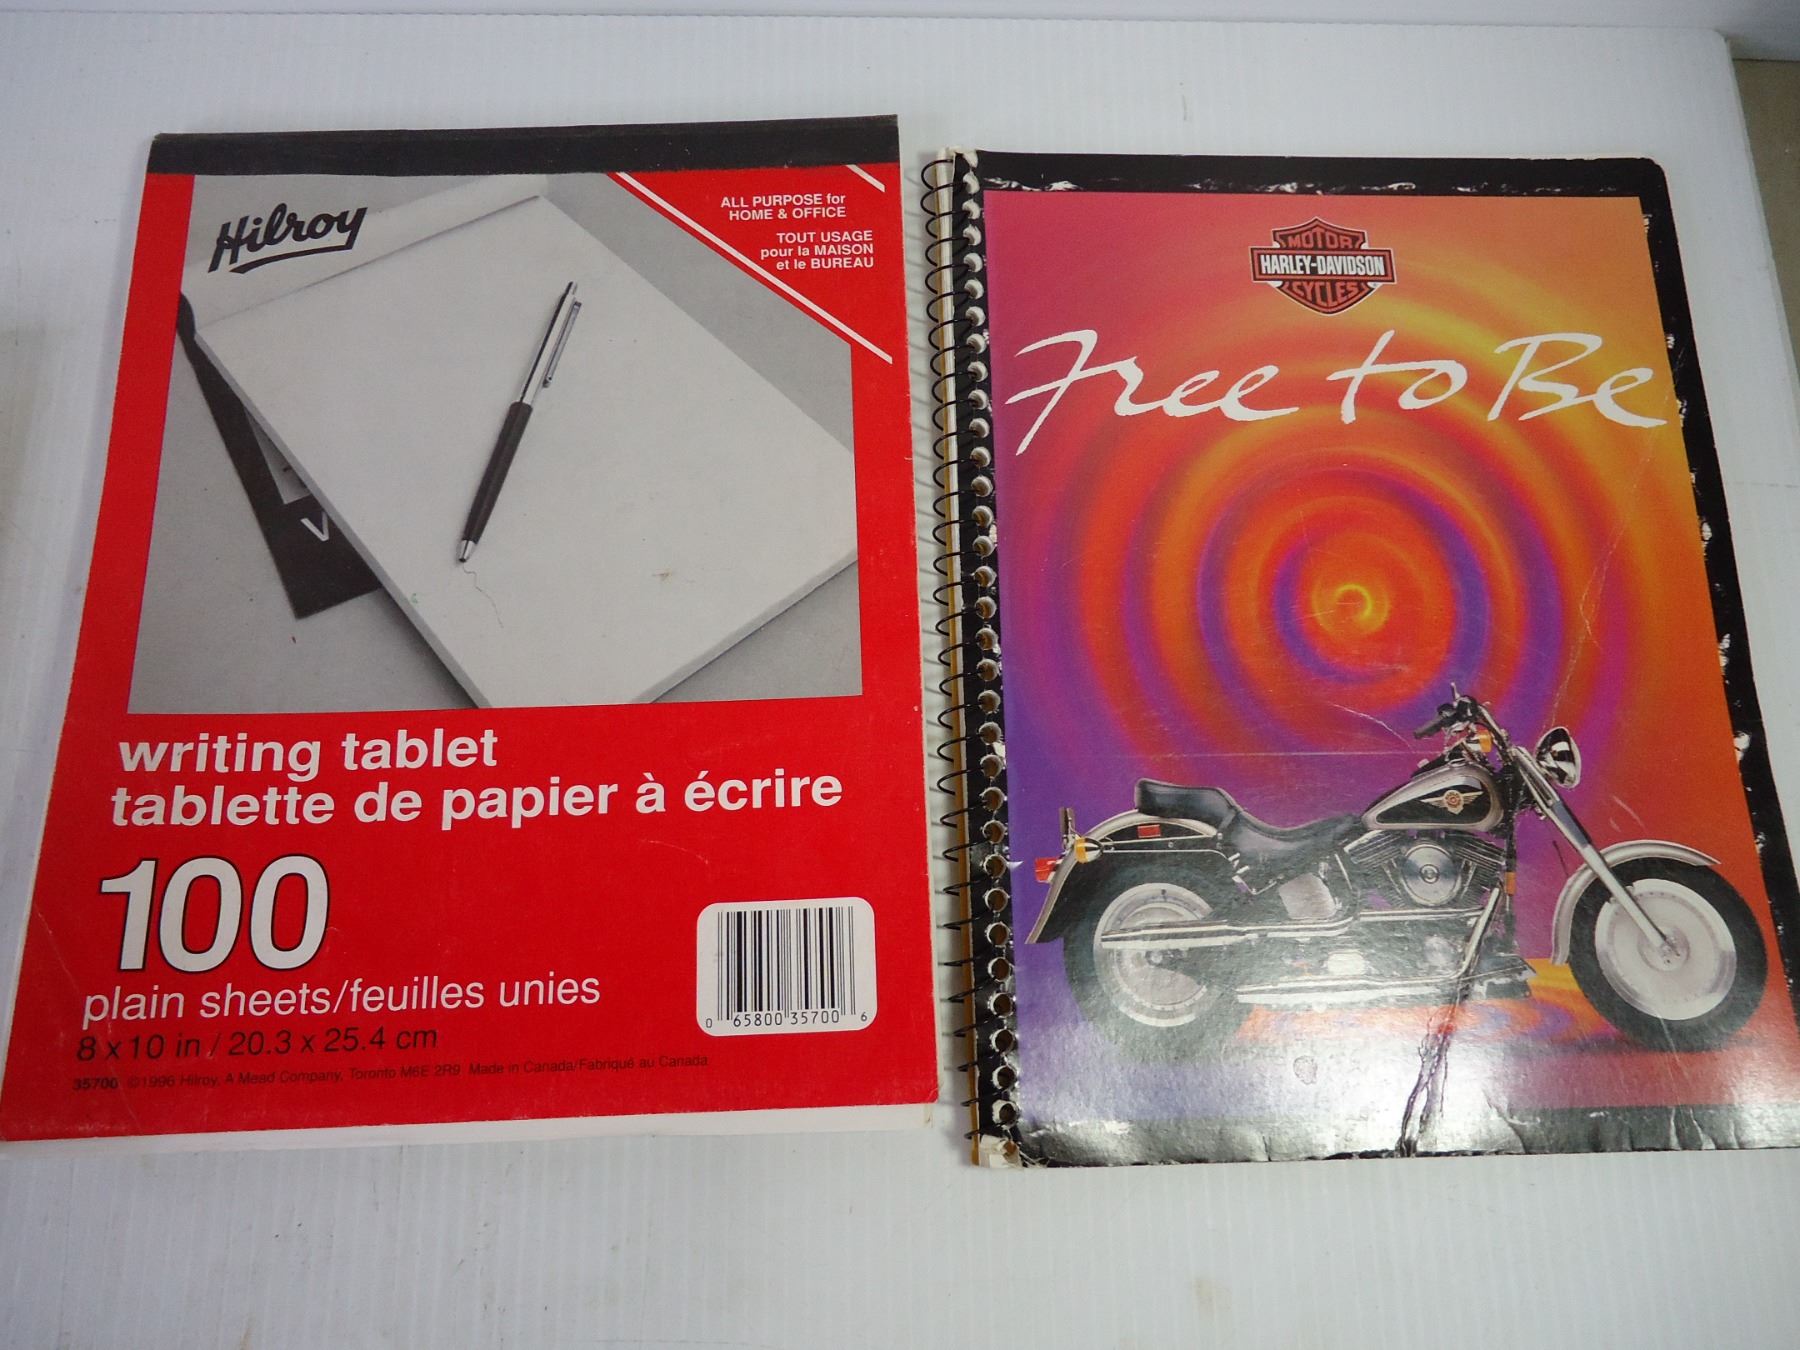 Hilroy
ALL PURPOSE for
HOME & OFFICE
TOUT USAGE
pour la MAISON
et le BUREAU
V
writing tablet
tablette de papier à écrire
100
plain sheets/feuilles unies
8 x 10 in / 20.3 x 25.4 cm
35700 ©1996 Hilroy, A Mead Company, Toronto M6E 2R9 Made in Canada/Fabriqué au Canada
0 65800 35700 6
MOTOR
HARLEY-DAVIDSON
CYCLES
Free to Be